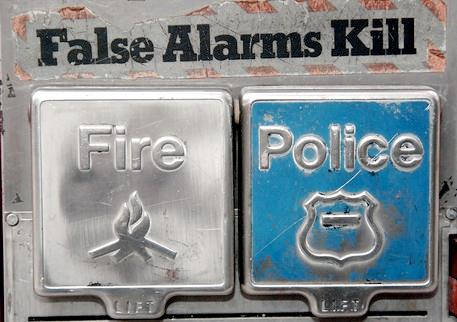 False Alarms Kill
Fire Police
LIFT LIFT